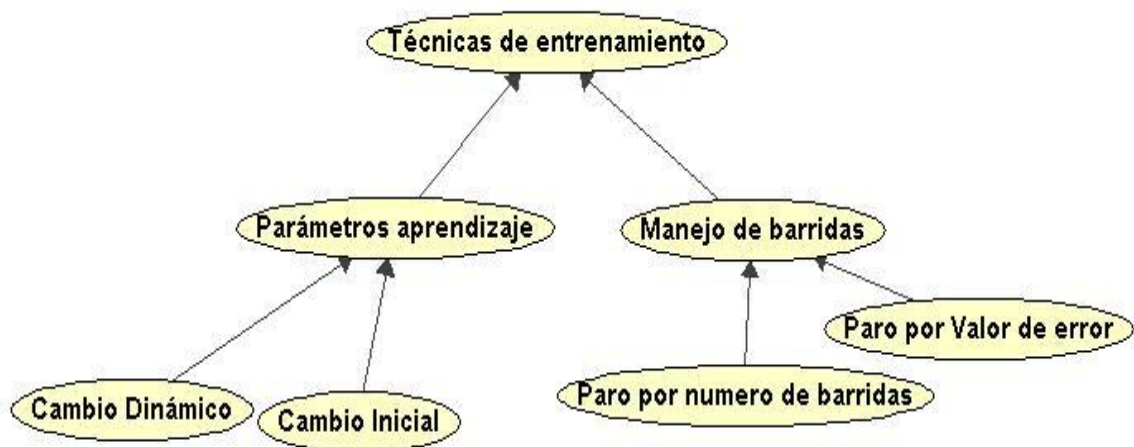 Técnicas de entrenamiento
Parámetros aprendizaje
Manejo de barridas
Paro por Valor de error
Paro por numero de barridas
Cambio Dinámico
Cambio Inicial